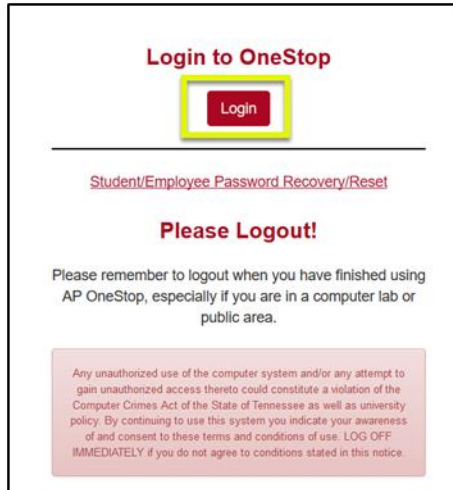 Login to OneStop
Login
Student/Employee Password Recovery/Reset
Please Logout!
Please remember to logout when you have finished using
AP OneStop, especially if you are in a computer lab or
public area.
Any unauthorized use of the computer system and/or any attempt to
gain unauthorized access thereto could constitute a violation of the
Computer Crimes Act of the State of Tennessee as well as university
policy. By continuing to use this system you indicate your awareness
of and consent to these terms and conditions of use. LOG OFF
IMMEDIATELY if you do not agree to conditions stated in this notice.